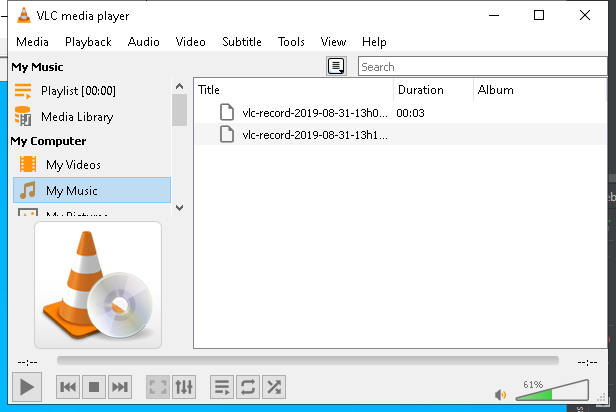 VLC media player
Media Playback Audio Video Subtitle Tools View Help
My Music
Search
Playlist [00:00]
Media Library
My Computer
My Videos
My Music
Title Duration Album
vlc-record-2019-08-31-13h0... 00:03
vlc-record-2019-08-31-13h1...
--:-- --:--
61%